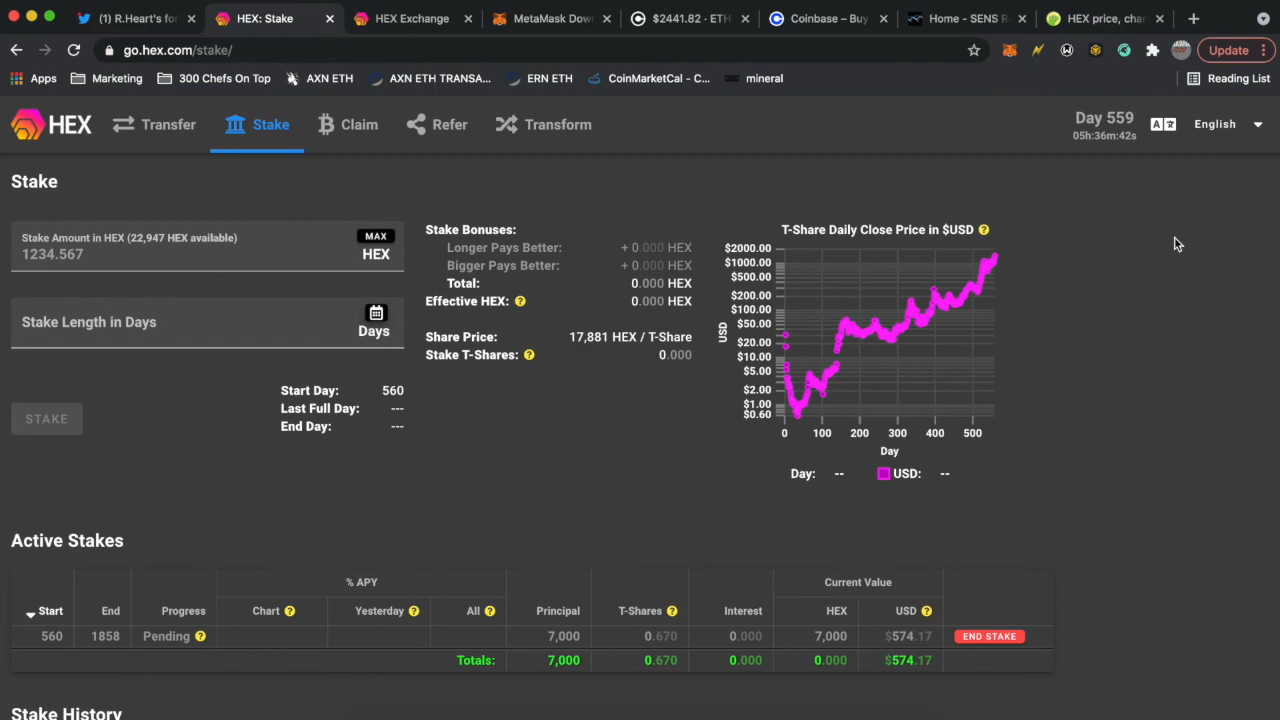 (1) R.Heart's for
HEX: Stake
HEX Exchange
MetaMask Dow
$2441.82 - ETH
Coinbase – Buy
Home - SENS R
HEX price, char
go.hex.com/stake/
Update
Apps
Marketing
300 Chefs On Top
AXN ETH
AXN ETH TRANSA...
ERN ETH
CoinMarketCal - C...
mineral
Reading List
HEX
Transfer
Stake
Claim
Refer
Transform
Day 559
05h:36m:42s
English
Stake
Stake Amount in HEX (22,947 HEX available)
1234.567
MAX
HEX
Stake Length in Days
Days
Start Day: 560
Last Full Day: ---
End Day: ---
STAKE
Stake Bonuses:
Longer Pays Better: + 0.000 HEX
Bigger Pays Better: + 0.000 HEX
Total: 0.000 HEX
Effective HEX: ? 0.000 HEX
Share Price: 17,881 HEX / T-Share
Stake T-Shares: ? 0.000
T-Share Daily Close Price in $USD ?
$2000.00
$1000.00
$500.00
$200.00
$100.00
$50.00
$20.00
$10.00
$5.00
$2.00
$1.00
$0.60
USD
0 100 200 300 400 500
Day
Day: -- USD: --
Active Stakes
% APY
Current Value
Start End Progress Chart ? Yesterday ? All ? Principal T-Shares ? Interest HEX USD ?
560 1858 Pending ? 7,000 0.670 0.000 7,000 $574.17 END STAKE
Totals: 7,000 0.670 0.000 0.000 $574.17
Stake History